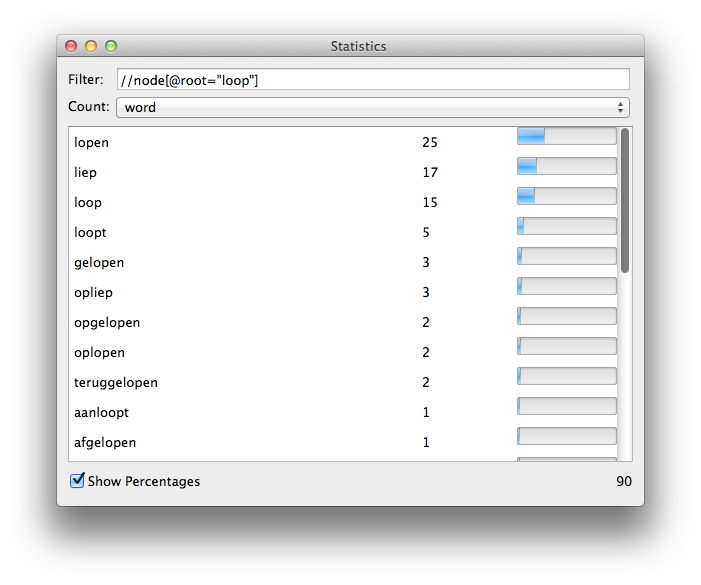 Statistics
Filter: //node[@root="loop"]
Count: word
lopen 25
liep 17
loop 15
loopt 5
gelopen 3
opliep 3
opgelopen 2
oplopen 2
teruggelopen 2
aanloopt 1
afgelopen 1
Show Percentages 90